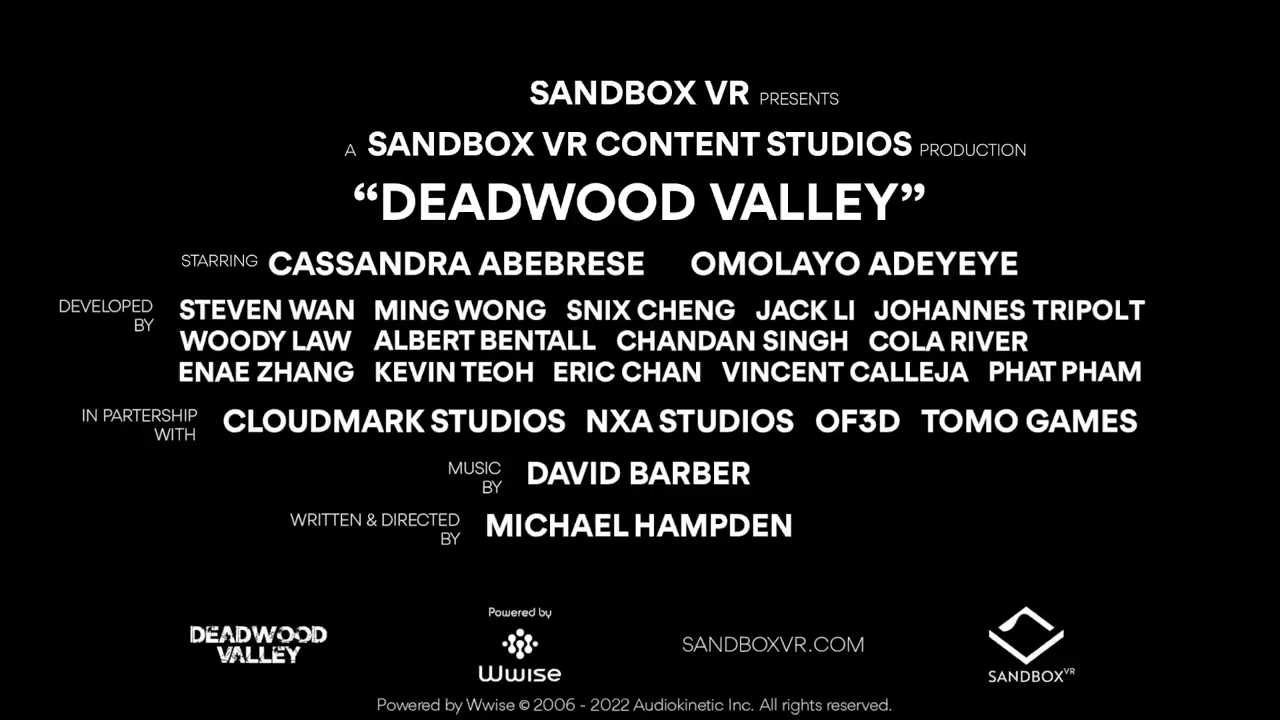 SANDBOX VR PRESENTS
A SANDBOX VR CONTENT STUDIOS PRODUCTION
“DEADWOOD VALLEY”
STARRING CASSANDRA ABEBRESE OMOLAYO ADEYEYE
DEVELOPED BY
STEVEN WAN MING WONG SNIX CHENG JACK LI JOHANNES TRIPOLT
WOODY LAW ALBERT BENTALL CHANDAN SINGH COLA RIVER
ENAE ZHANG KEVIN TEOH ERIC CHAN VINCENT CALLEJA PHAT PHAM
IN PARTERSHIP WITH
CLOUDMARK STUDIOS NXA STUDIOS OF3D TOMO GAMES
MUSIC BY
DAVID BARBER
WRITTEN & DIRECTED BY
MICHAEL HAMPDEN
DEADWOOD
VALLEY
Powered by
Wwise
SANDBOXVR.COM
SANDBOX VR
Powered by Wwise © 2006 - 2022 Audiokinetic Inc. All rights reserved.